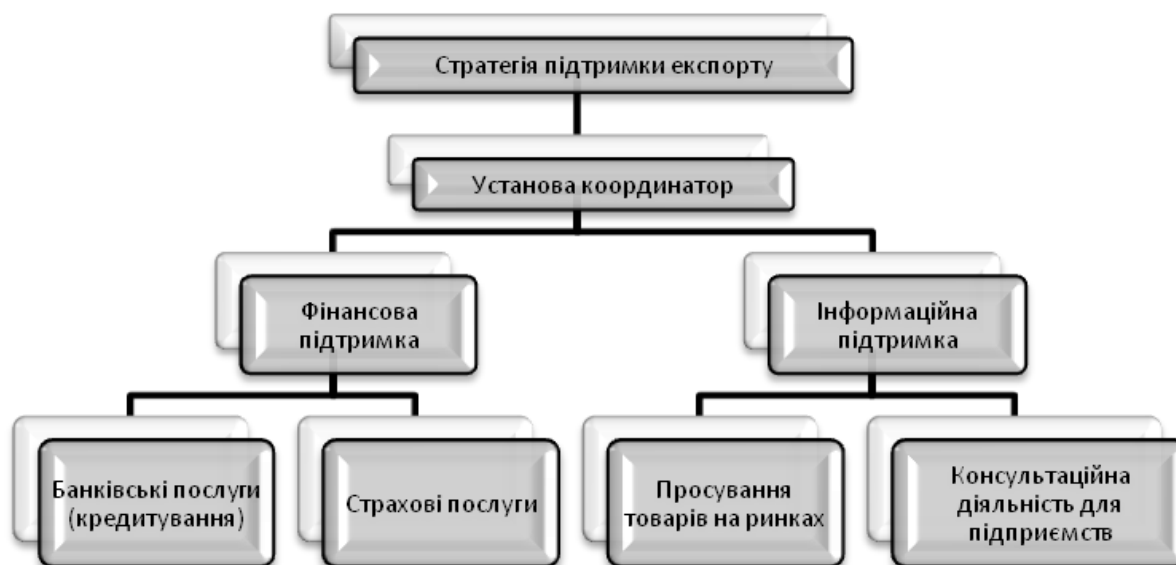 Стратегія підтримки експорту
Установа координатор
Фінансова
підтримка
Інформаційна
підтримка
Банківські послуги
(кредитування)
Страхові послуги
Просування
товарів на ринках
Консультаційна
діяльність для
підприємств